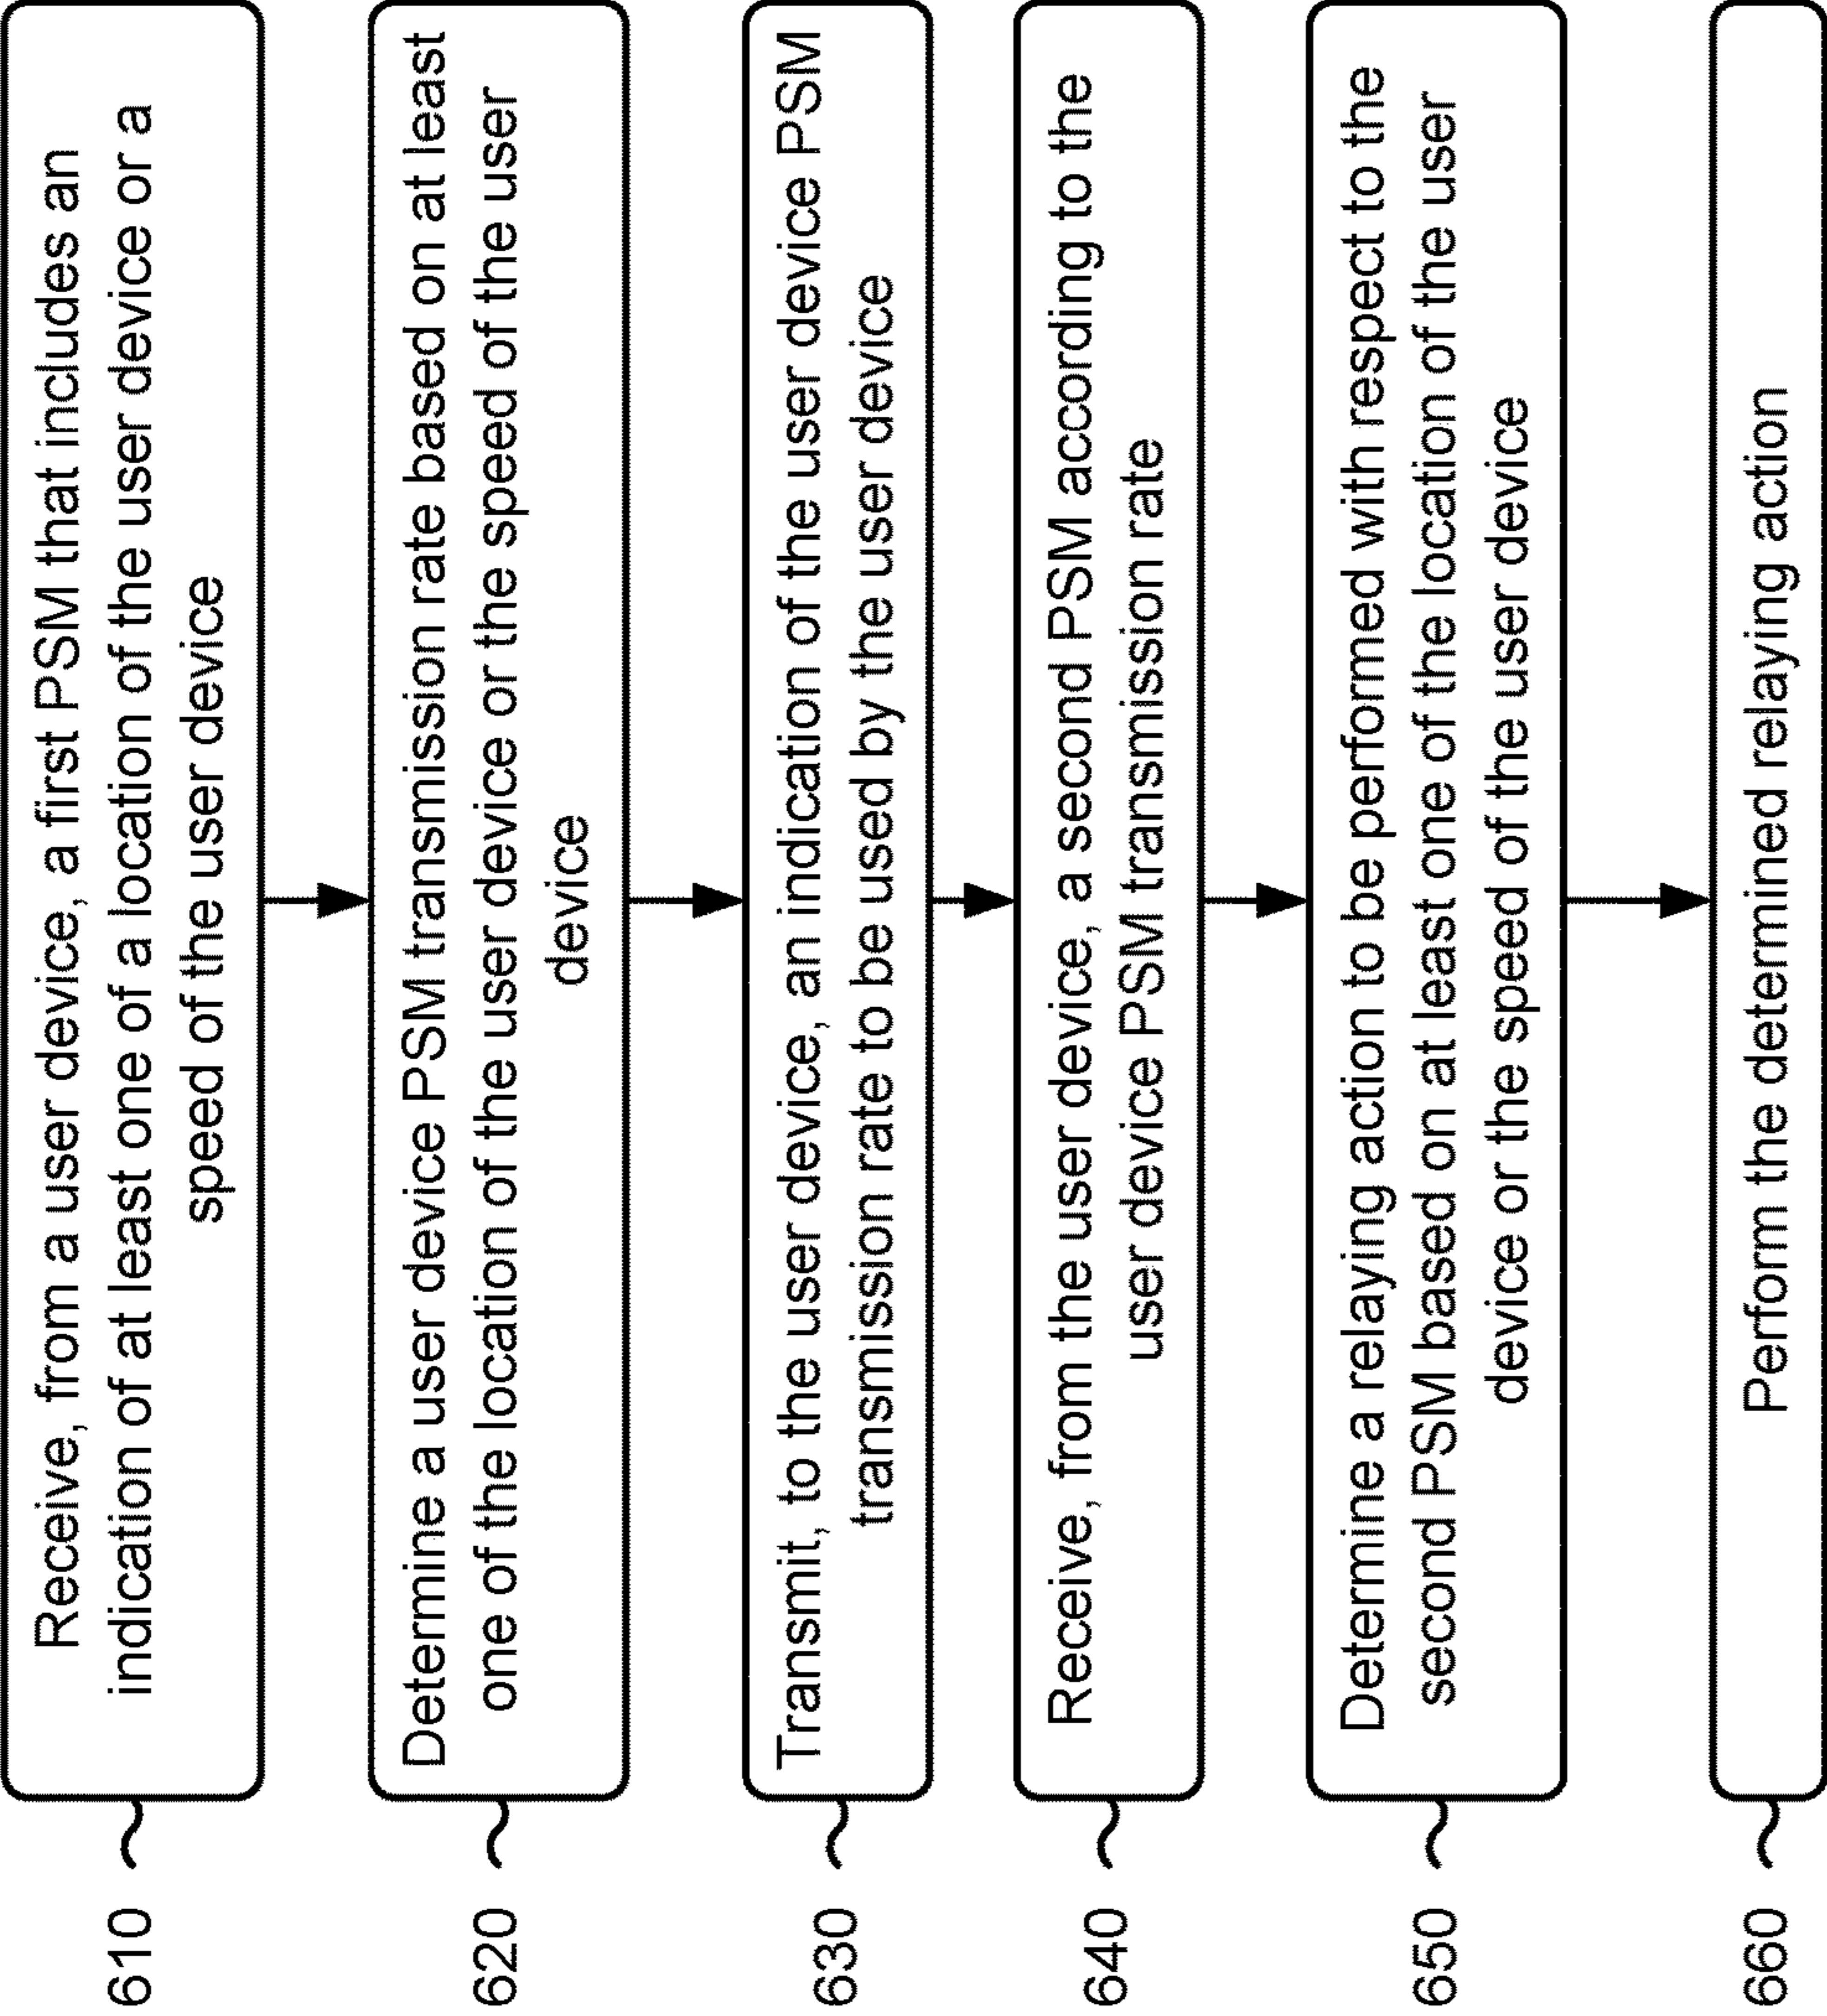 610
Receive, from a user device, a first PSM that includes an
indication of at least one of a location of the user device or a
speed of the user device
620
Determine a user device PSM transmission rate based on at least
one of the location of the user device or the speed of the user
device
630
Transmit, to the user device, an indication of the user device PSM
transmission rate to be used by the user device
640
Receive, from the user device, a second PSM according to the
user device PSM transmission rate
650
Determine a relaying action to be performed with respect to the
second PSM based on at least one of the location of the user
device or the speed of the user device
660
Perform the determined relaying action